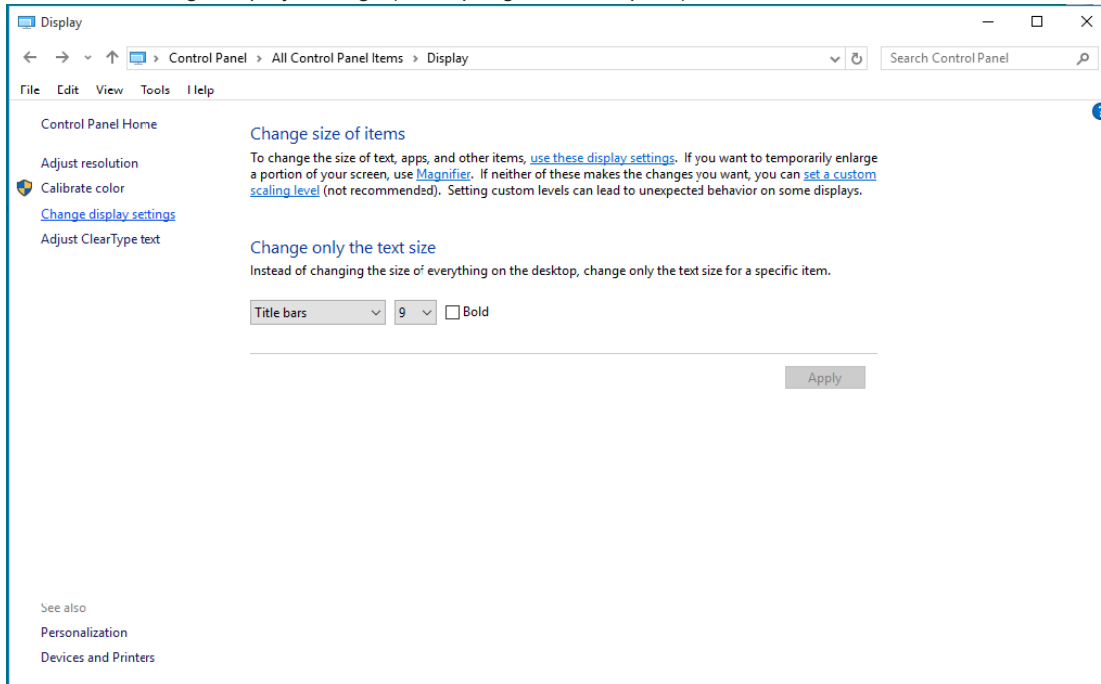 Display
Control Panel > All Control Panel Items > Display
Search Control Panel
File Edit View Tools Help
Control Panel Home
Adjust resolution
Calibrate color
Change display settings
Adjust ClearType text
Change size of items
To change the size of text, apps, and other items, use these display settings. If you want to temporarily enlarge
a portion of your screen, use Magnifier. If neither of these makes the changes you want, you can set a custom
scaling level (not recommended). Setting custom levels can lead to unexpected behavior on some displays.
Change only the text size
Instead of changing the size of everything on the desktop, change only the text size for a specific item.
Title bars 9 Bold
Apply
See also
Personalization
Devices and Printers